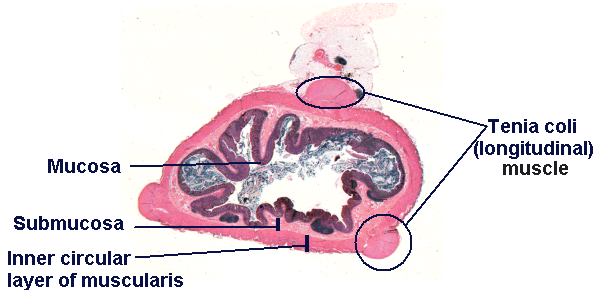 Tenia coli
(longitudinal)
muscle
Mucosa
Submucosa
Inner circular
layer of muscularis